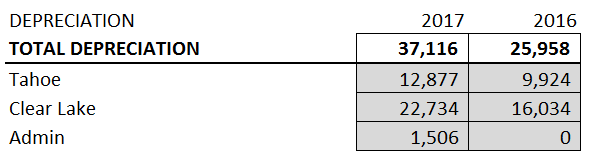 DEPRECIATION 2017 2016
TOTAL DEPRECIATION 37,116 25,958
Tahoe 12,877 9,924
Clear Lake 22,734 16,034
Admin 1,506 0